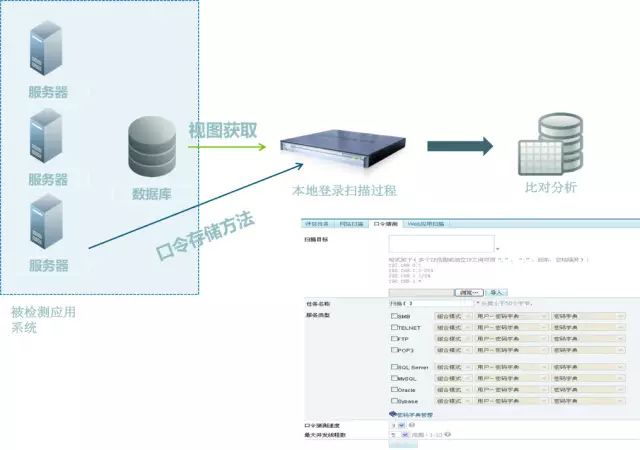 服务器
服务器
服务器
数据库
视图获取
口令存储方法
本地登录扫描过程
比对分析
被检测应用
系统
评估任务 网站扫描 口令猜测 Web应用扫描
扫描目标
浏览... 导入
任务名称 扫描【 】
服务类型
SMB 组合模式 用户-密码字典 密码字典
TELNET 组合模式 用户-密码字典 密码字典
FTP 组合模式 用户-密码字典 密码字典
POP3 组合模式 用户-密码字典 密码字典
SQL Server 组合模式 用户-密码字典 密码字典
MySQL 组合模式 用户-密码字典 密码字典
Oracle 组合模式 用户-密码字典 密码字典
Sybase 组合模式 用户-密码字典 密码字典
密码字典管理
口令猜测速度
最大并发线程数 5 范围：1-10